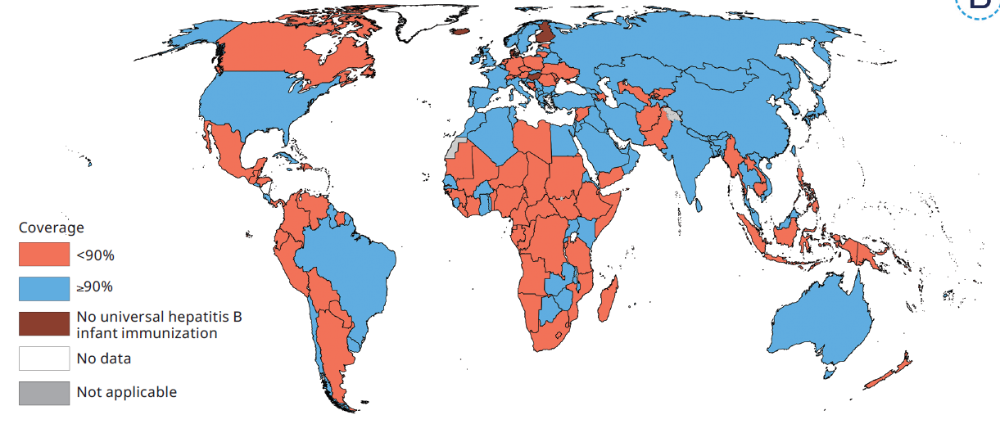 B
Coverage
<90%
≥90%
No universal hepatitis B
infant immunization
No data
Not applicable